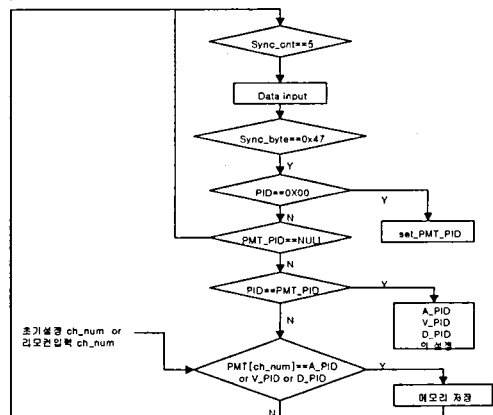 Sync_cnt==5
Data input
Sync_byte==0x47
Y
PID==0X00
Y
N
set_PMT_PID
PMT_PID==NULL
N
PID==PMT_PID
Y
N
A_PID
V_PID
D_PID
의 설정
초기설정 ch_num or
리모컨입력 ch_num
PMT[ch_num]==A_PID
or V_PID or D_PID
Y
메모리 저장
N